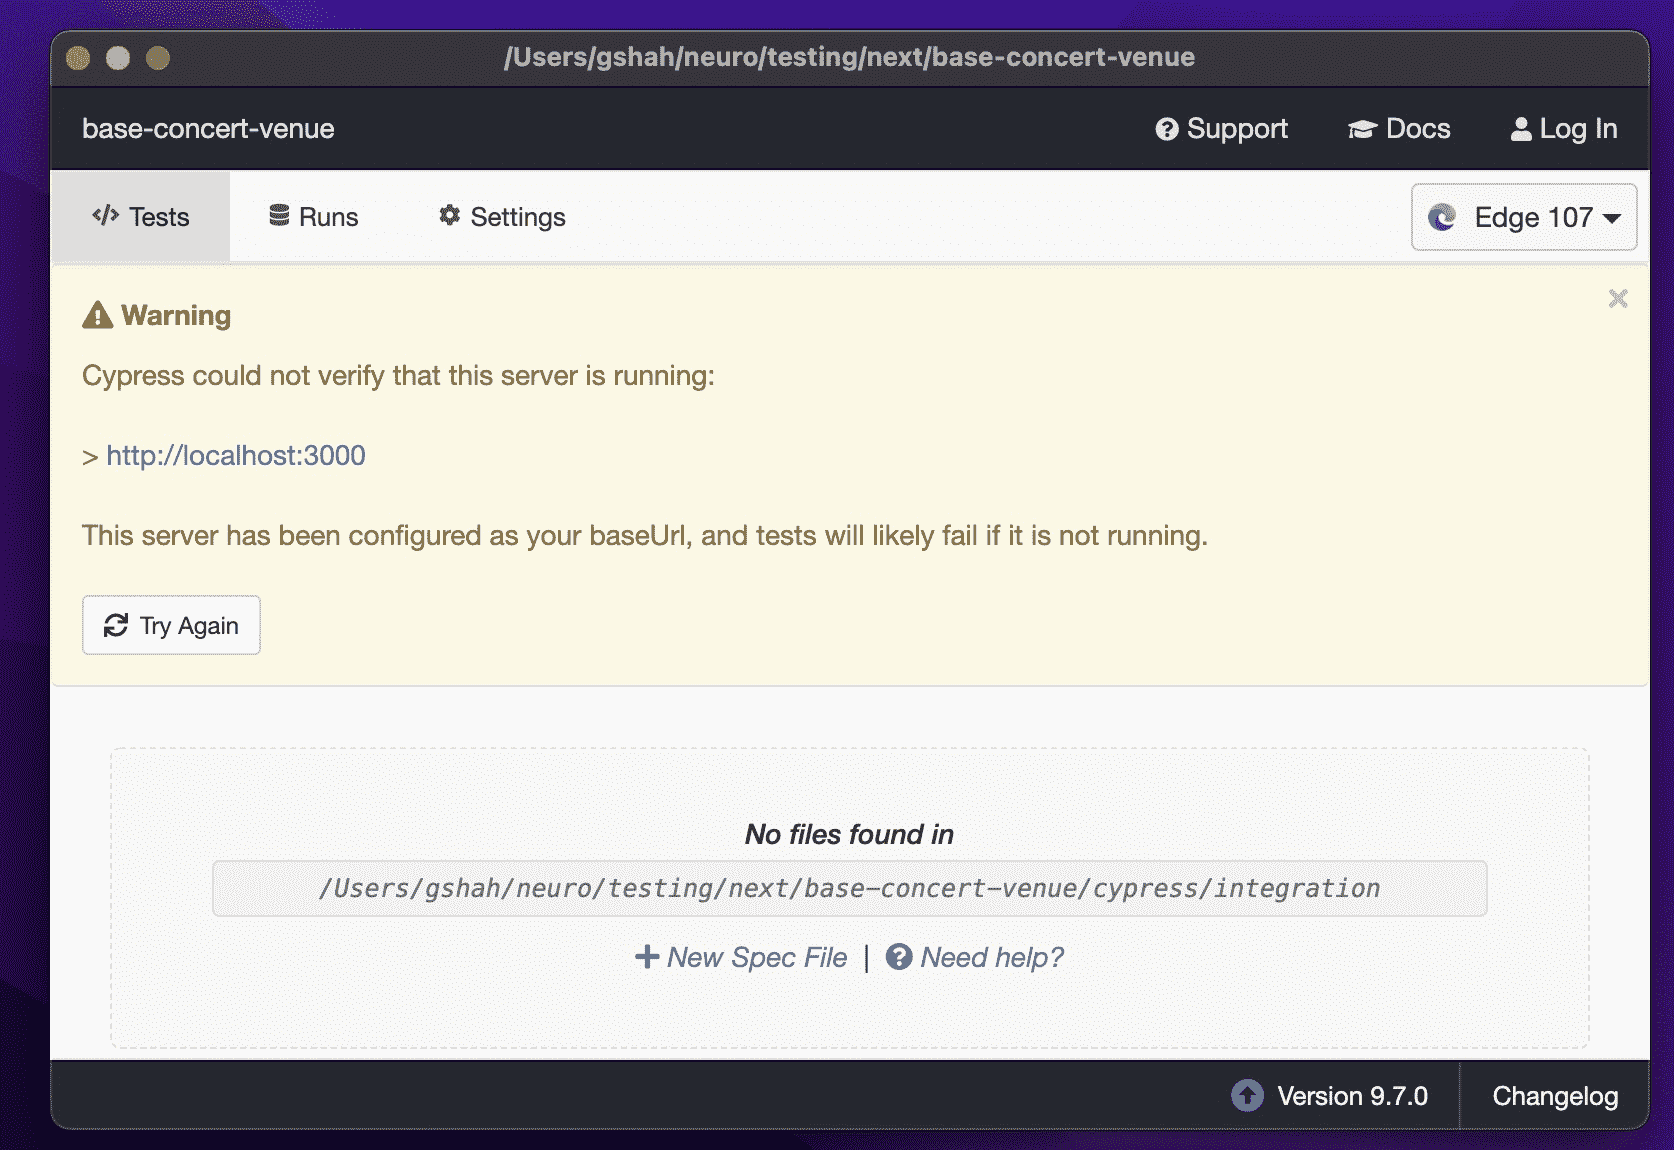 /Users/gshah/neuro/testing/next/base-concert-venue
base-concert-venue
Support
Docs
Log In
Tests
Runs
Settings
Edge 107
Warning
Cypress could not verify that this server is running:
> http://localhost:3000
This server has been configured as your baseUrl, and tests will likely fail if it is not running.
Try Again
No files found in
/Users/gshah/neuro/testing/next/base-concert-venue/cypress/integration
New Spec File | Need help?
Version 9.7.0
Changelog